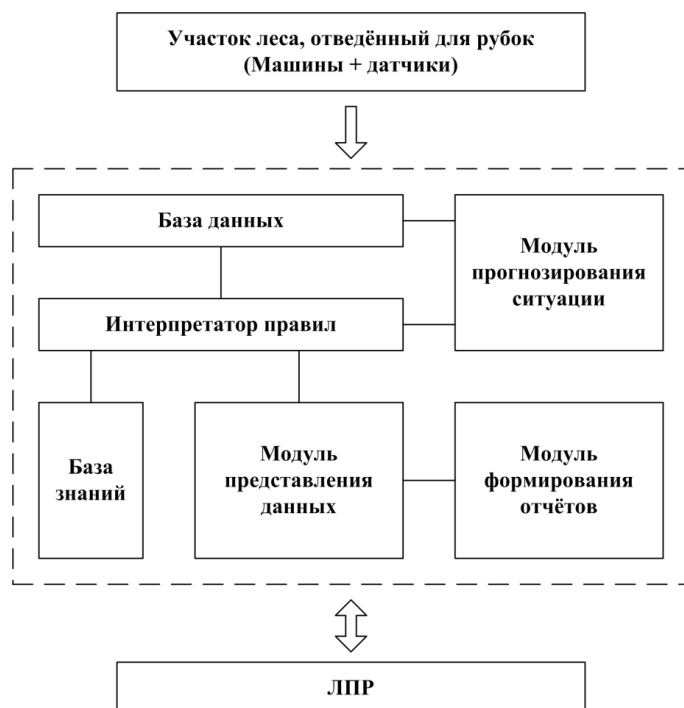 Участок леса, отведённый для рубок
(Машины + датчики)
База данных
Модуль
прогнозирования
ситуации
Интерпретатор правил
База
знаний
Модуль
представления
данных
Модуль
формирования
отчётов
ЛПР